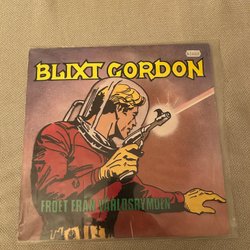 BLIXT GORDON
FRÖET FRÅN VÄRLDSRYMDEN